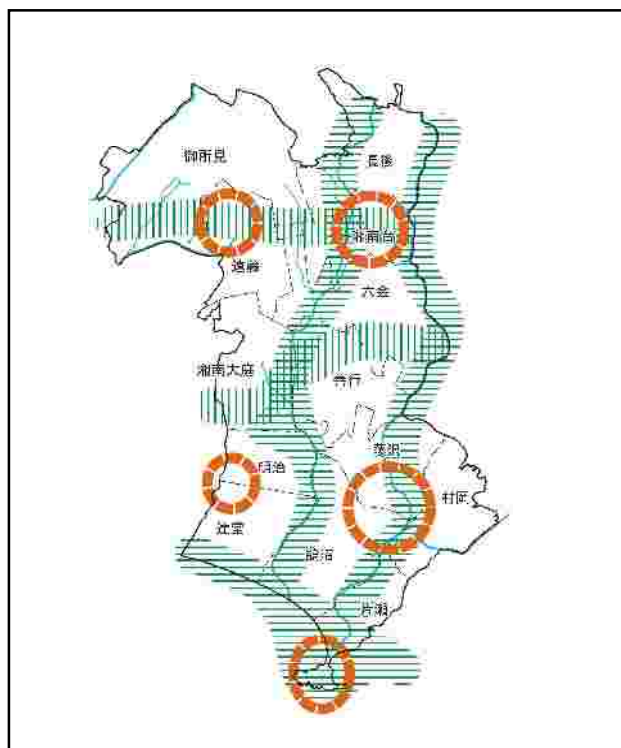 御所見
長後
湘南台
遠藤
六会
湘南大庭
善行
藤沢
明治
村岡
辻堂
鵠沼
片瀬